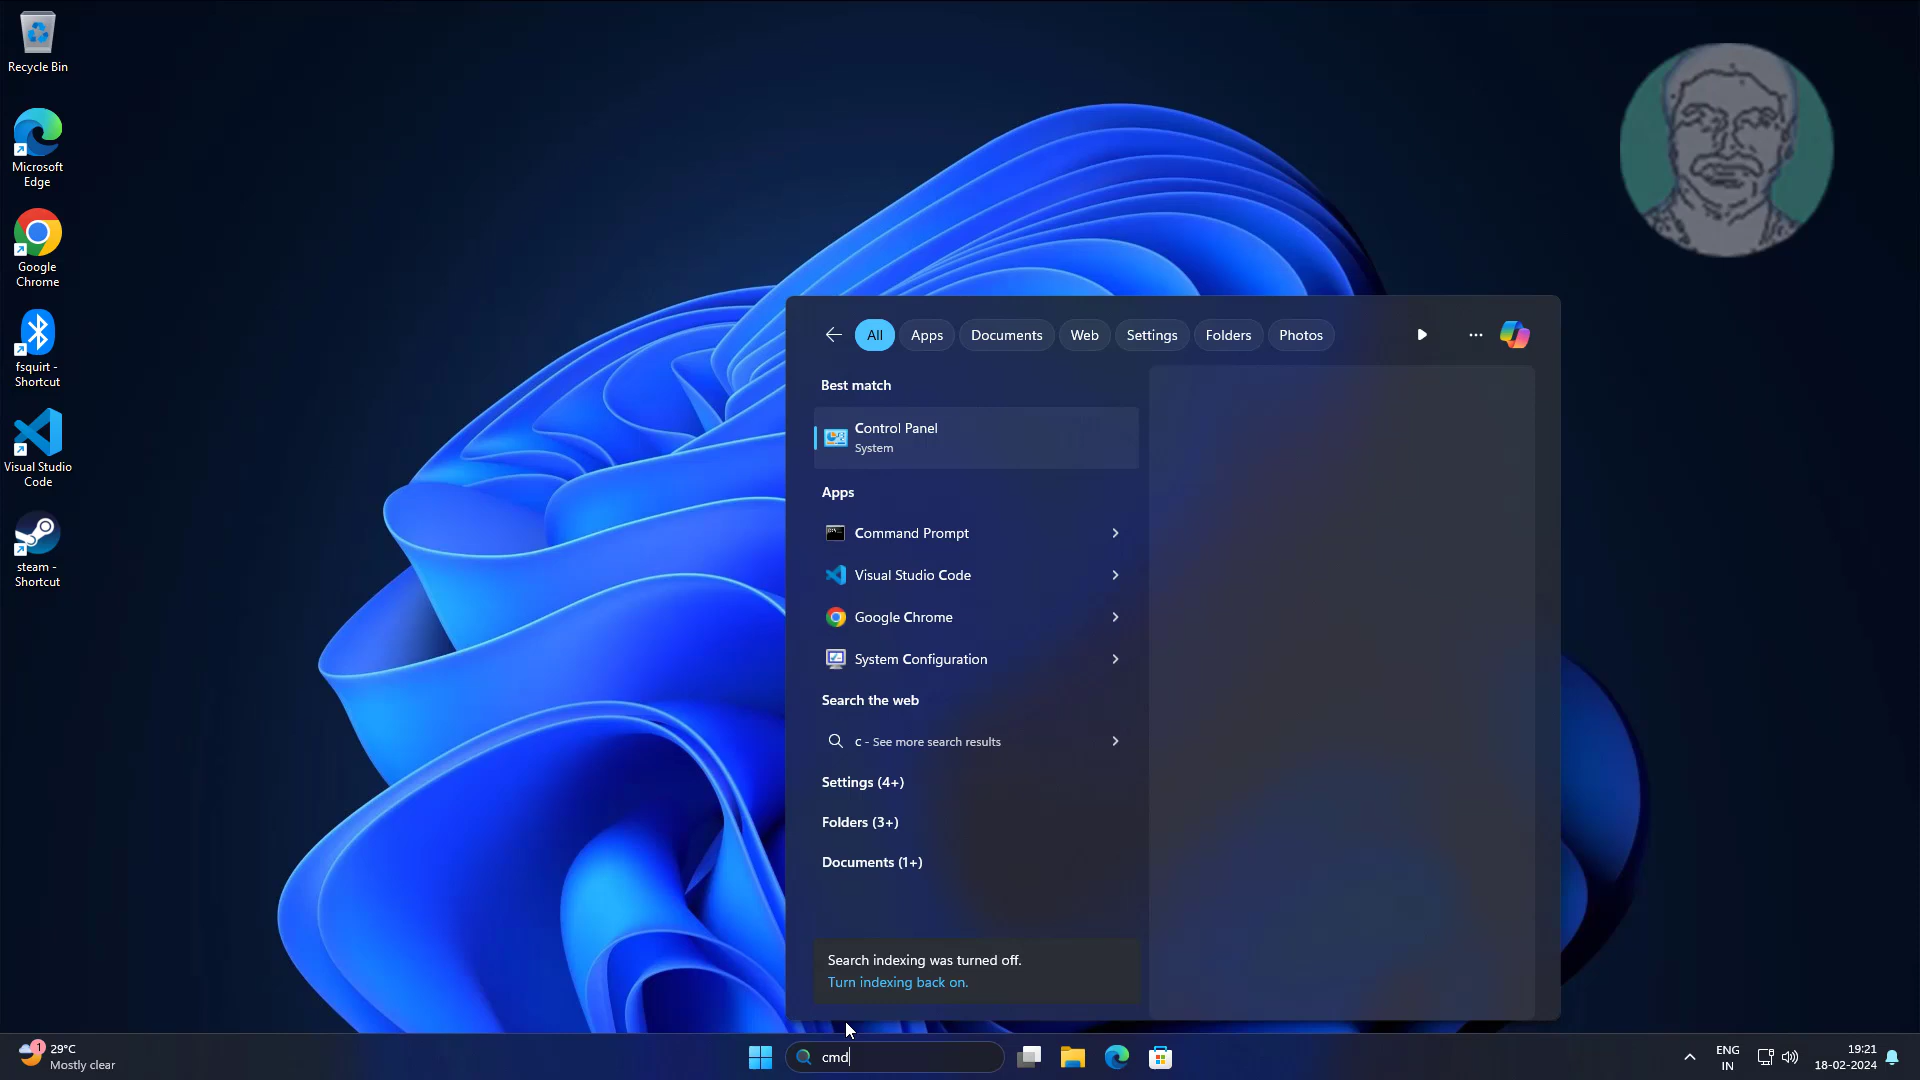 Recycle Bin
Microsoft
Edge
Google
Chrome
fsquirt -
Shortcut
Visual Studio
Code
steam -
Shortcut
All
Apps
Documents
Web
Settings
Folders
Photos
Best match
Control Panel
System
Apps
Command Prompt
Visual Studio Code
Google Chrome
System Configuration
Search the web
c - See more search results
Settings (4+)
Folders (3+)
Documents (1+)
Search indexing was turned off.
Turn indexing back on.
1
29°C
Mostly clear
cmd
ENG
IN
19:21
18-02-2024